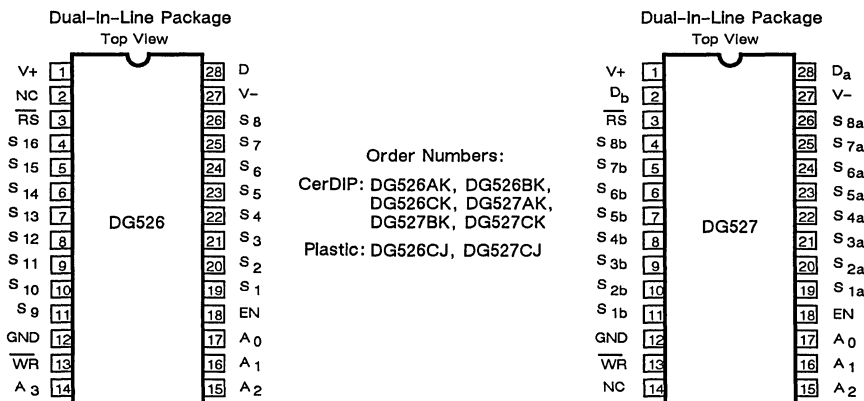 Dual-In-Line Package
Top View
V+ 1 28 D
NC 2 27 V-
R̅S̅ 3 26 S8
S16 4 25 S7
S15 5 24 S6
S14 6 23 S5
S13 7 22 S4
S12 8 21 S3
S11 9 20 S2
S10 10 19 S1
S9 11 18 EN
GND 12 17 A0
W̅R̅ 13 16 A1
A3 14 15 A2
DG526
Order Numbers:
CerDIP: DG526AK, DG526BK,
DG526CK, DG527AK,
DG527BK, DG527CK
Plastic: DG526CJ, DG527CJ
Dual-In-Line Package
Top View
V+ 1 28 Da
Db 2 27 V-
R̅S̅ 3 26 S8a
S8b 4 25 S7a
S7b 5 24 S6a
S6b 6 23 S5a
S5b 7 22 S4a
S4b 8 21 S3a
S3b 9 20 S2a
S2b 10 19 S1a
S1b 11 18 EN
GND 12 17 A0
W̅R̅ 13 16 A1
NC 14 15 A2
DG527